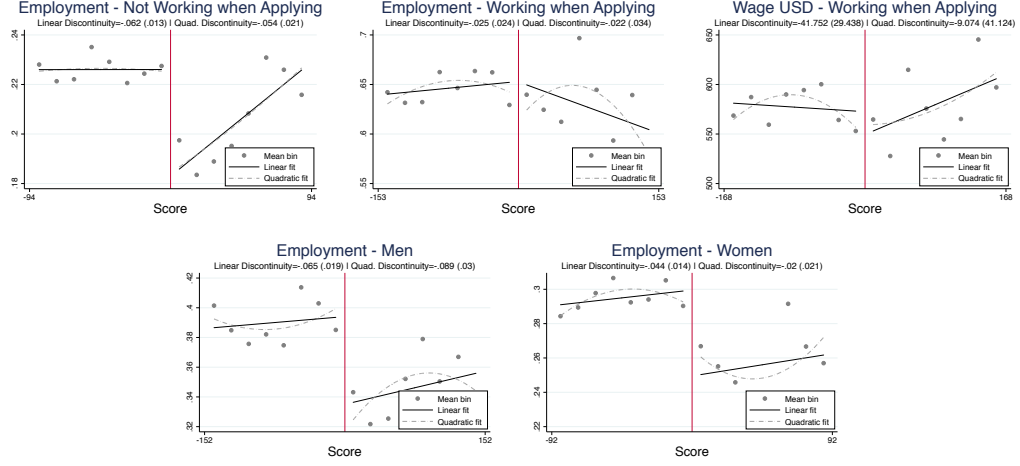 Employment - Not Working when Applying
Linear Discontinuity=-.062 (.013) | Quad. Discontinuity=-.054 (.021)
.24
.22
.2
.18
-94
94
Score
Mean bin
Linear fit
Quadratic fit
Employment - Working when Applying
Linear Discontinuity=-.025 (.024) | Quad. Discontinuity=-.022 (.034)
.7
.65
.6
.55
-153
153
Score
Mean bin
Linear fit
Quadratic fit
Wage USD - Working when Applying
Linear Discontinuity=-41.752 (29.438) | Quad. Discontinuity=-9.074 (41.124)
650
600
550
500
-168
168
Score
Mean bin
Linear fit
Quadratic fit
Employment - Men
Linear Discontinuity=-.065 (.019) | Quad. Discontinuity=-.089 (.03)
.42
.4
.38
.36
.34
.32
-152
152
Score
Mean bin
Linear fit
Quadratic fit
Employment - Women
Linear Discontinuity=-.044 (.014) | Quad. Discontinuity=-.02 (.021)
.3
.28
.26
.24
.22
-92
92
Score
Mean bin
Linear fit
Quadratic fit